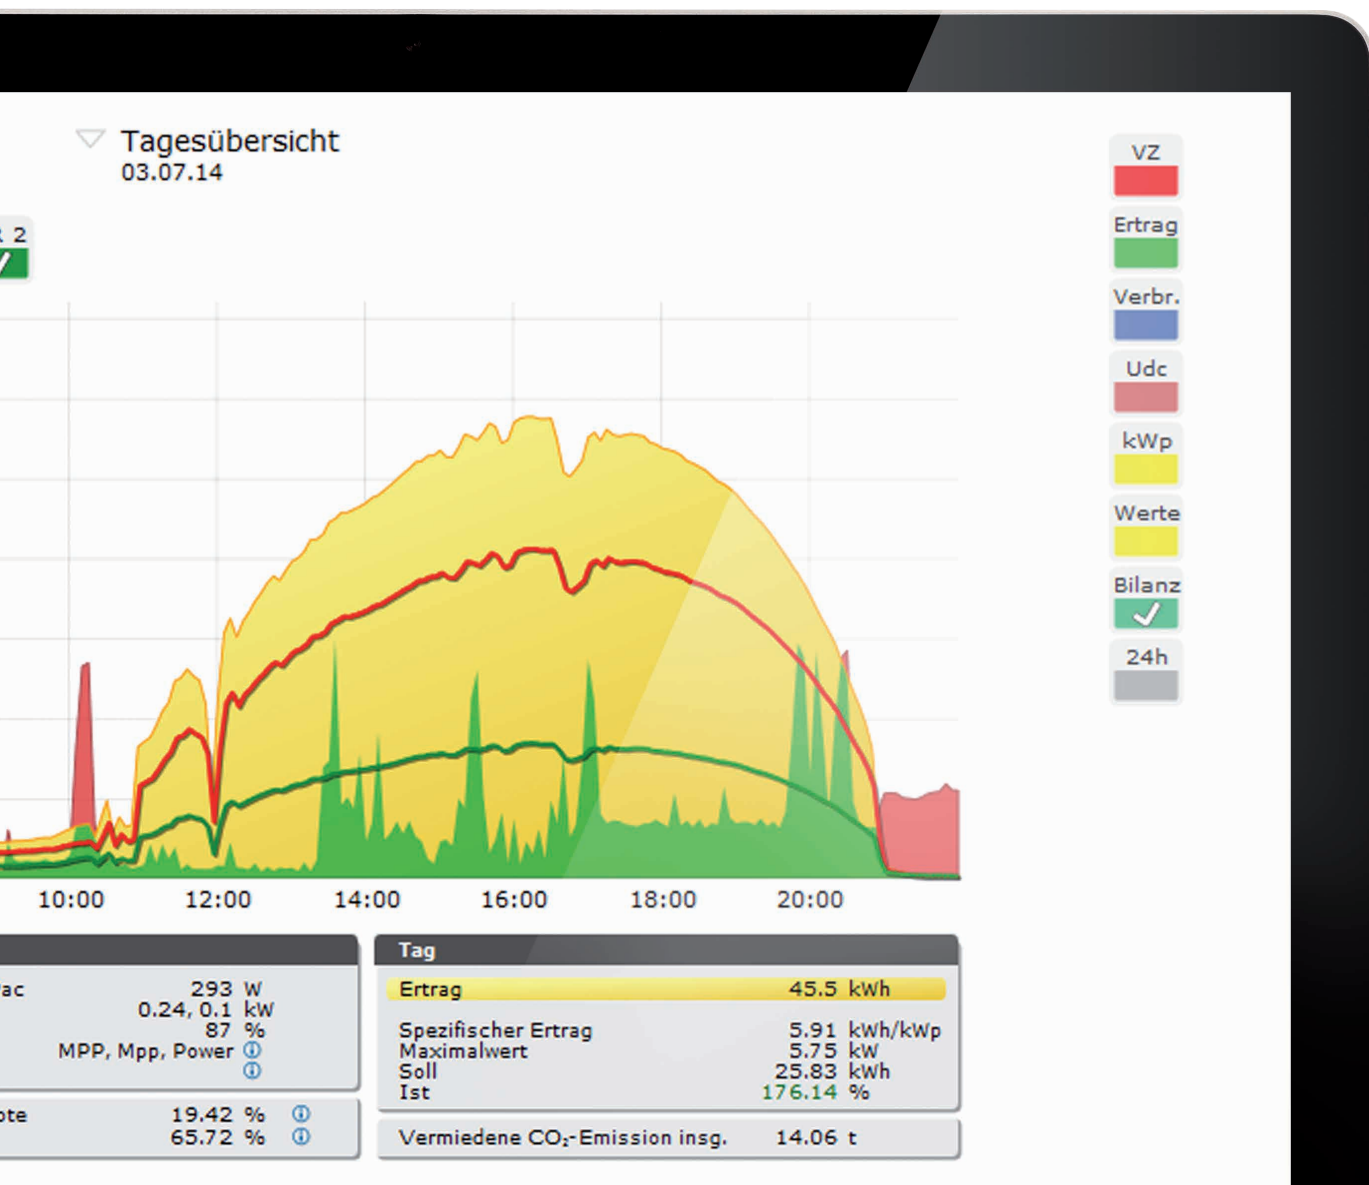 Tagesübersicht
03.07.14
2
VZ
Ertrag
Verbr.
Udc
kWp
Werte
Bilanz
24h
10:00 12:00 14:00 16:00 18:00 20:00
293 W
0.24, 0.1 kW
87 %
MPP, Mpp, Power
19.42 %
65.72 %
Tag
Ertrag 45.5 kWh
Spezifischer Ertrag 5.91 kWh/kWp
Maximalwert 5.75 kW
Soll 25.83 kWh
Ist 176.14 %
Vermiedene CO₂-Emission insg. 14.06 t